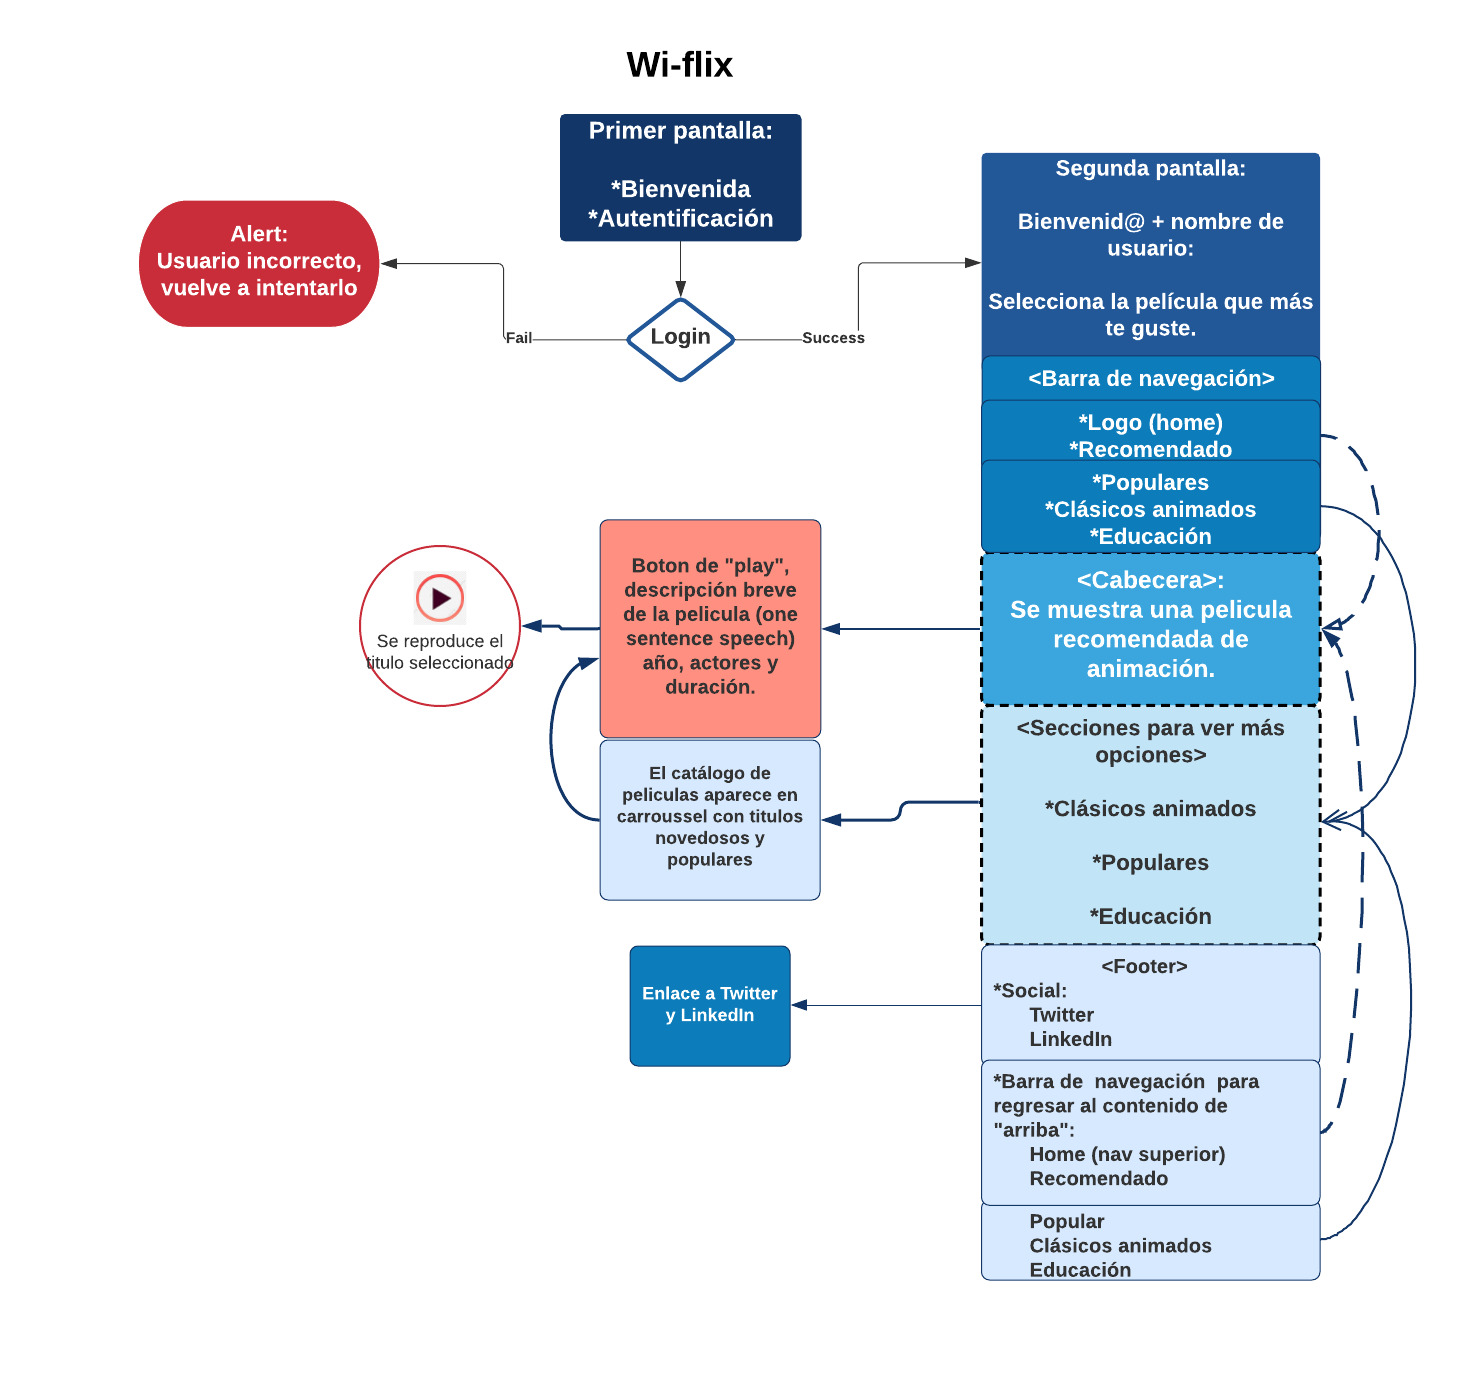 Wi-flix
Primer pantalla:
*Bienvenida
*Autentificación
Alert:
Usuario incorrecto,
vuelve a intentarlo
Fail
Login
Success
Segunda pantalla:
Bienvenid@ + nombre de
usuario:
Selecciona la película que más
te guste.
<Barra de navegación>
*Logo (home)
*Recomendado
*Populares
*Clásicos animados
*Educación
<Cabecera>:
Se muestra una pelicula
recomendada de
animación.
Boton de "play",
descripción breve
de la pelicula (one
sentence speech)
año, actores y
duración.
Se reproduce el
titulo seleccionado
<Secciones para ver más
opciones>
*Clásicos animados
*Populares
*Educación
El catálogo de
peliculas aparece en
carroussel con titulos
novedosos y
populares
<Footer>
*Social:
Twitter
LinkedIn
Enlace a Twitter
y LinkedIn
*Barra de  navegación  para
regresar al contenido de
"arriba":
Home (nav superior)
Recomendado
Popular
Clásicos animados
Educación